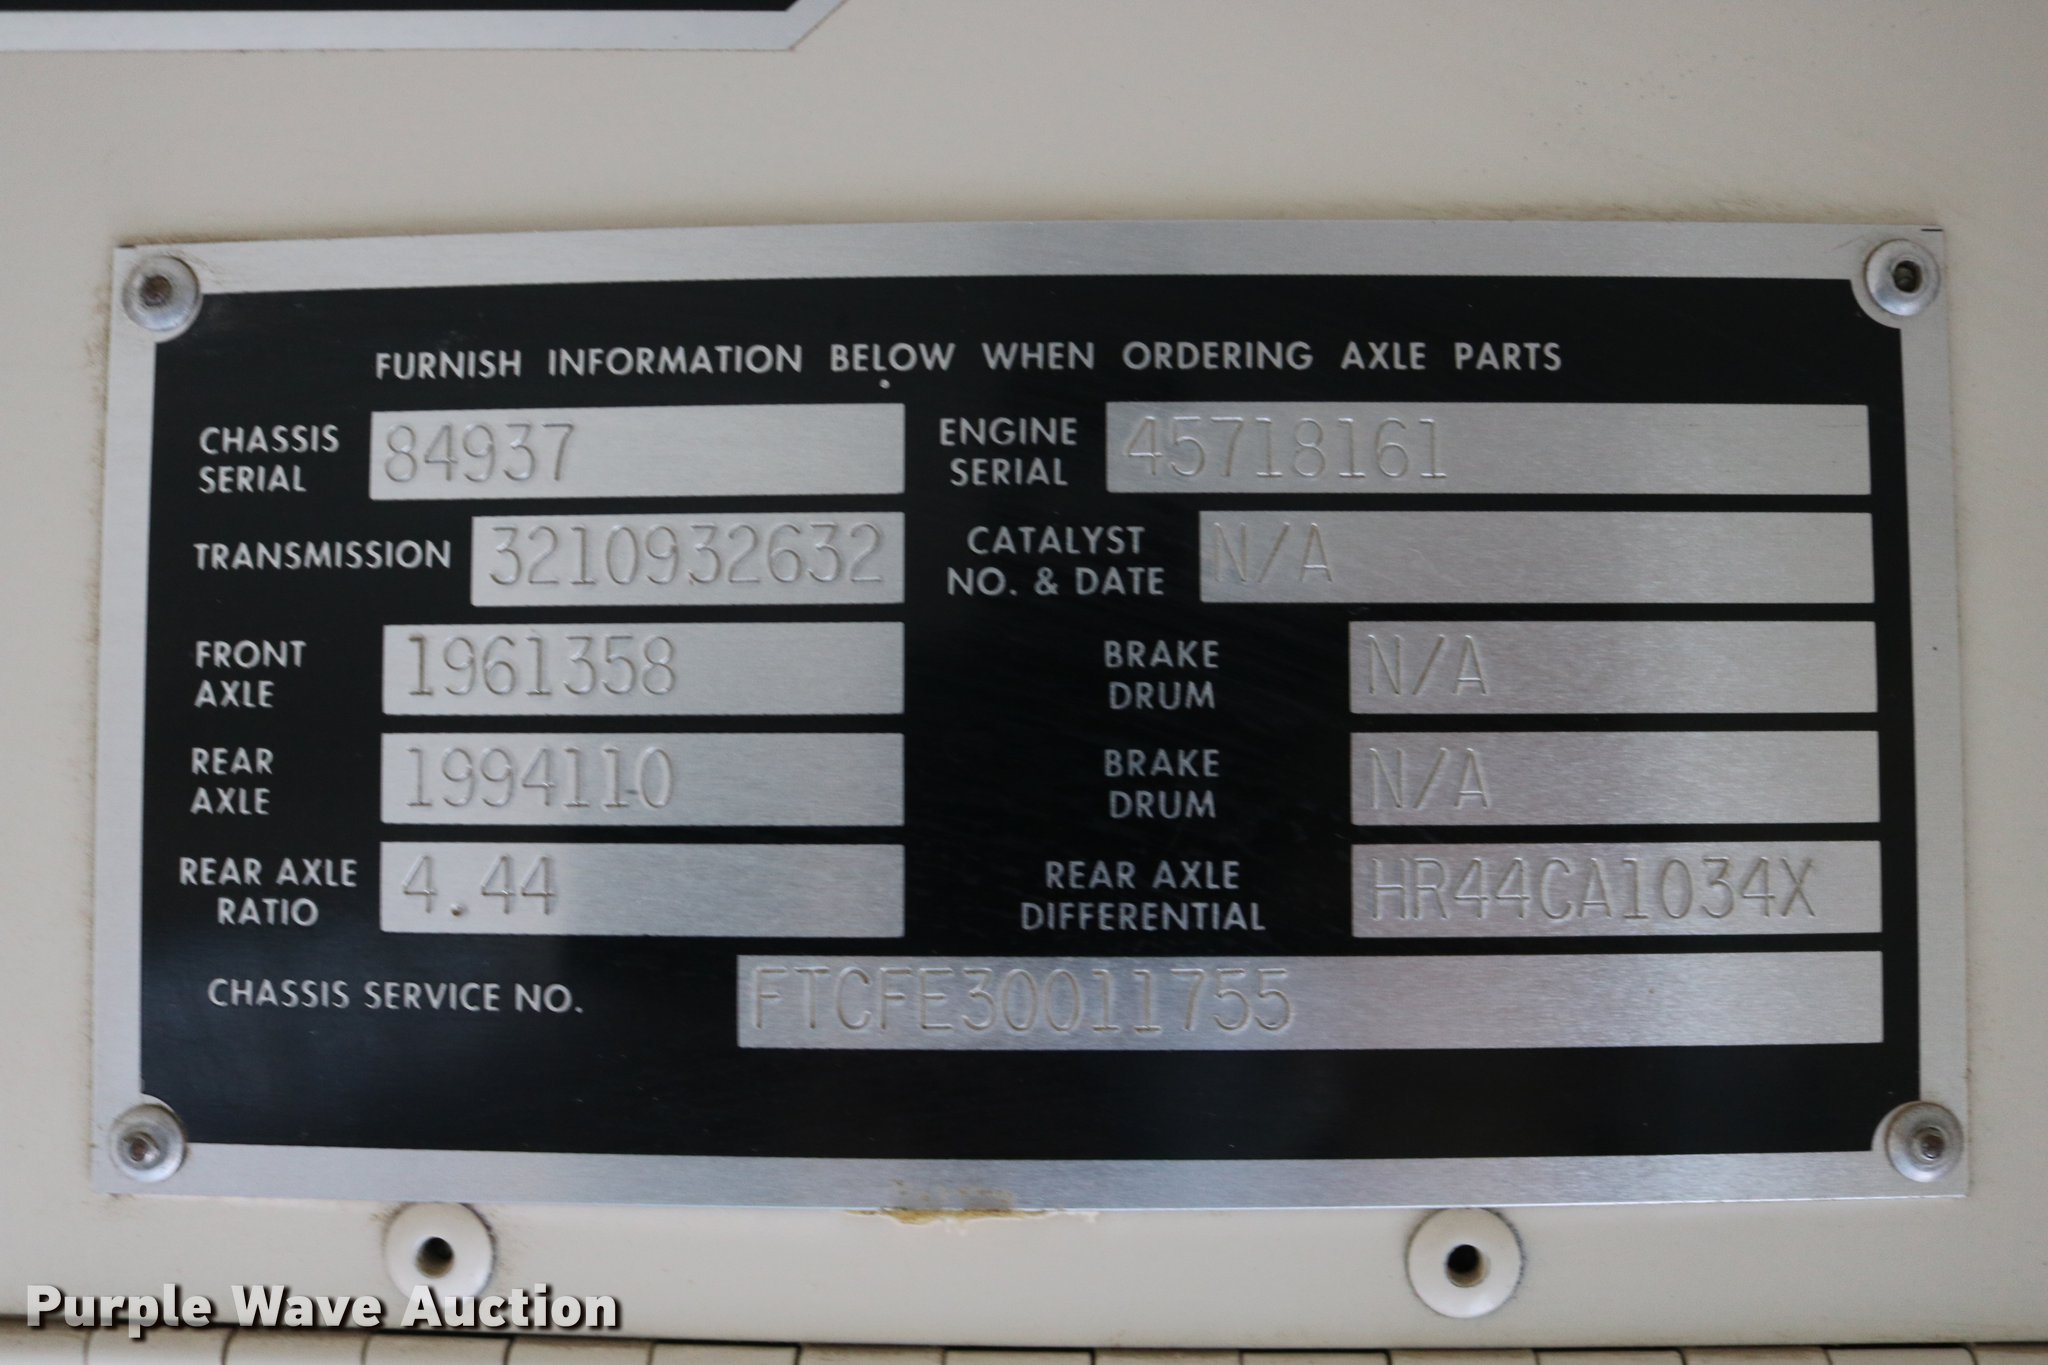 FURNISH INFORMATION BELOW WHEN ORDERING AXLE PARTS
CHASSIS SERIAL 84937
ENGINE SERIAL 45718161
TRANSMISSION 3210932632
CATALYST NO. & DATE N/A
FRONT AXLE 1961358
BRAKE DRUM N/A
REAR AXLE 1994110
BRAKE DRUM N/A
REAR AXLE RATIO 4.44
REAR AXLE DIFFERENTIAL HR44CA1034X
CHASSIS SERVICE NO. FTCFE30011755
Purple Wave Auction